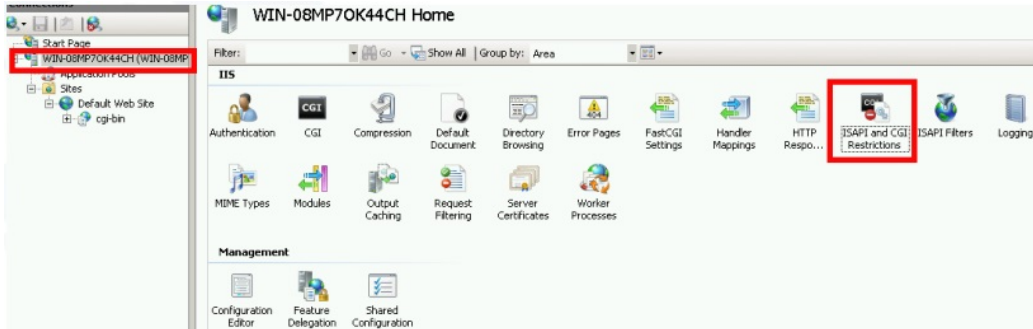 Connections
WIN-08MP7OK44CH Home
Start Page
WIN-08MP7OK44CH (WIN-08MP
Application Pools
Sites
Default Web Site
cgi-bin
Filter: Go Show All Group by: Area
IIS
CGI
Authentication CGI Compression Default Document Directory Browsing Error Pages FastCGI Settings Handler Mappings HTTP Respo... ISAPI and CGI Restrictions ISAPI Filters Logging
MIME Types Modules Output Caching Request Filtering Server Certificates Worker Processes
Management
Configuration Editor Feature Delegation Shared Configuration